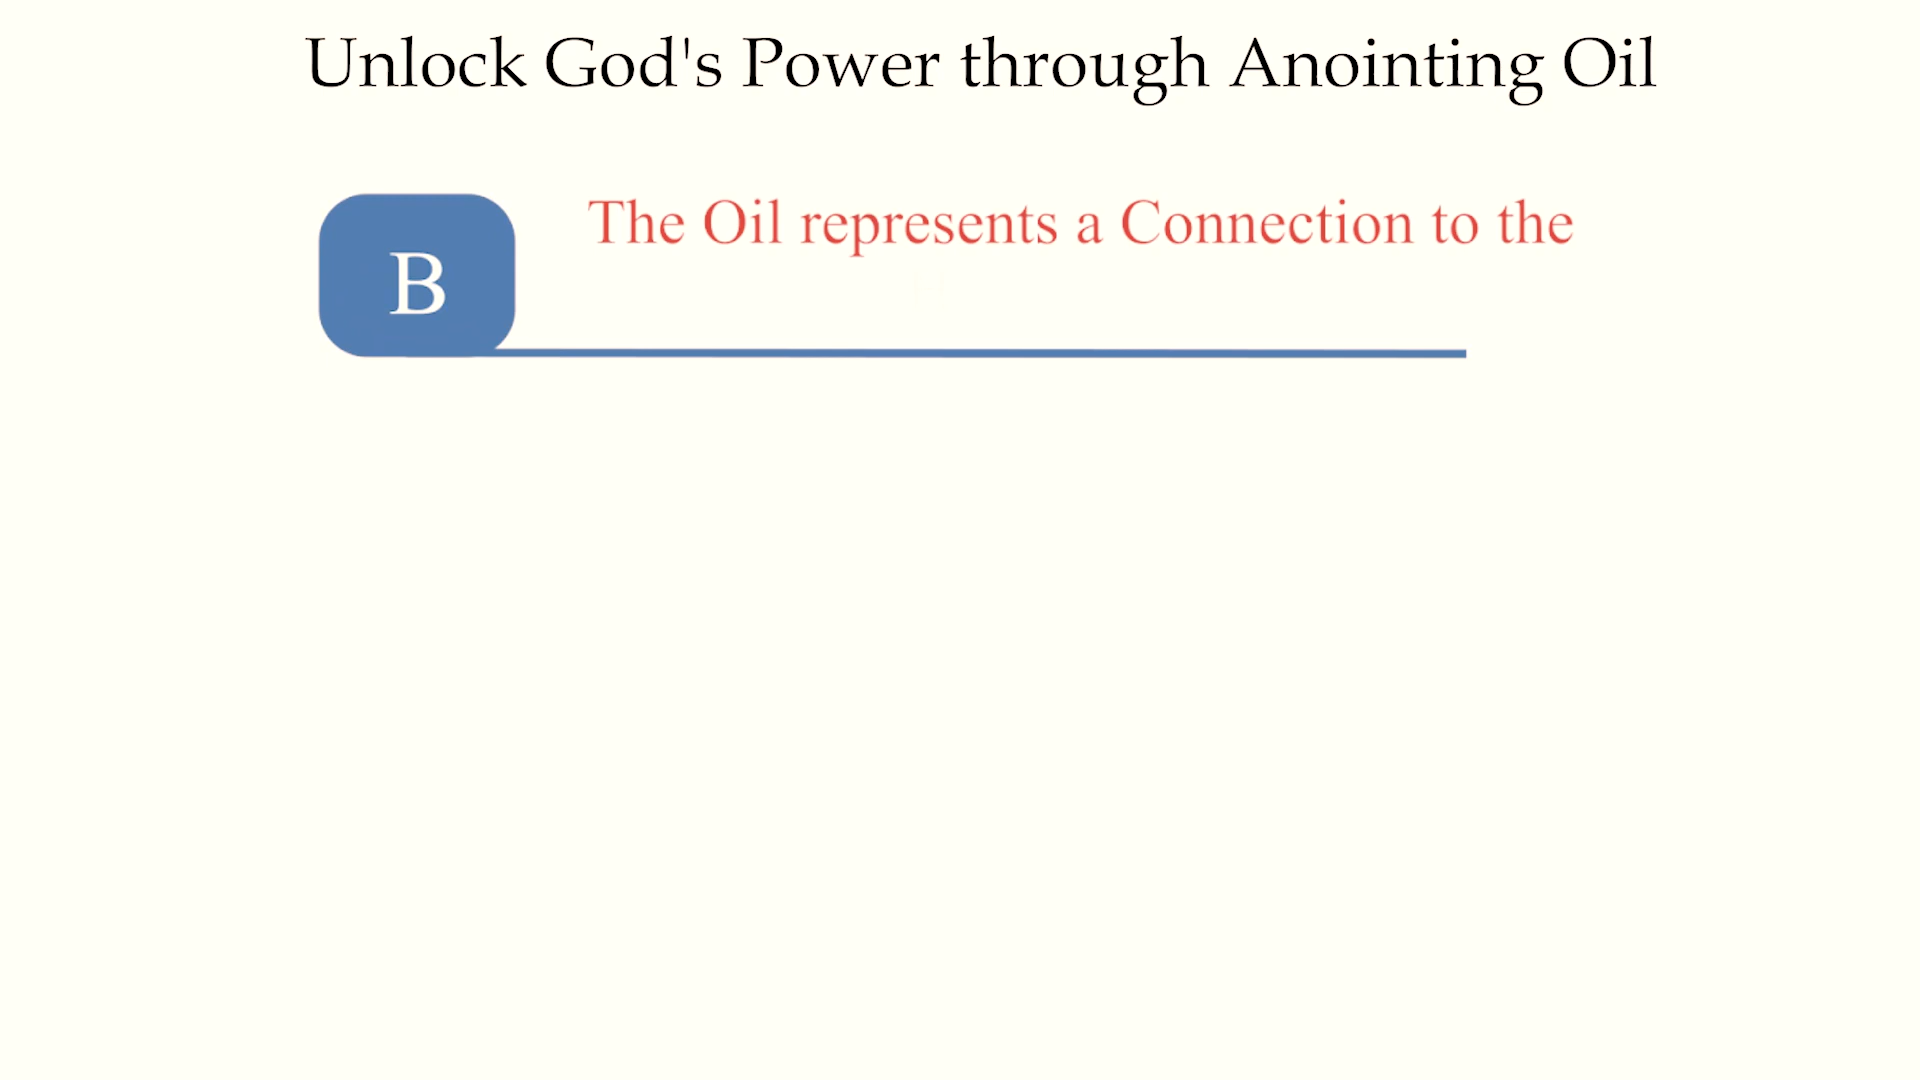 Unlock God's Power through Anointing Oil
The Oil represents a Connection to the
B